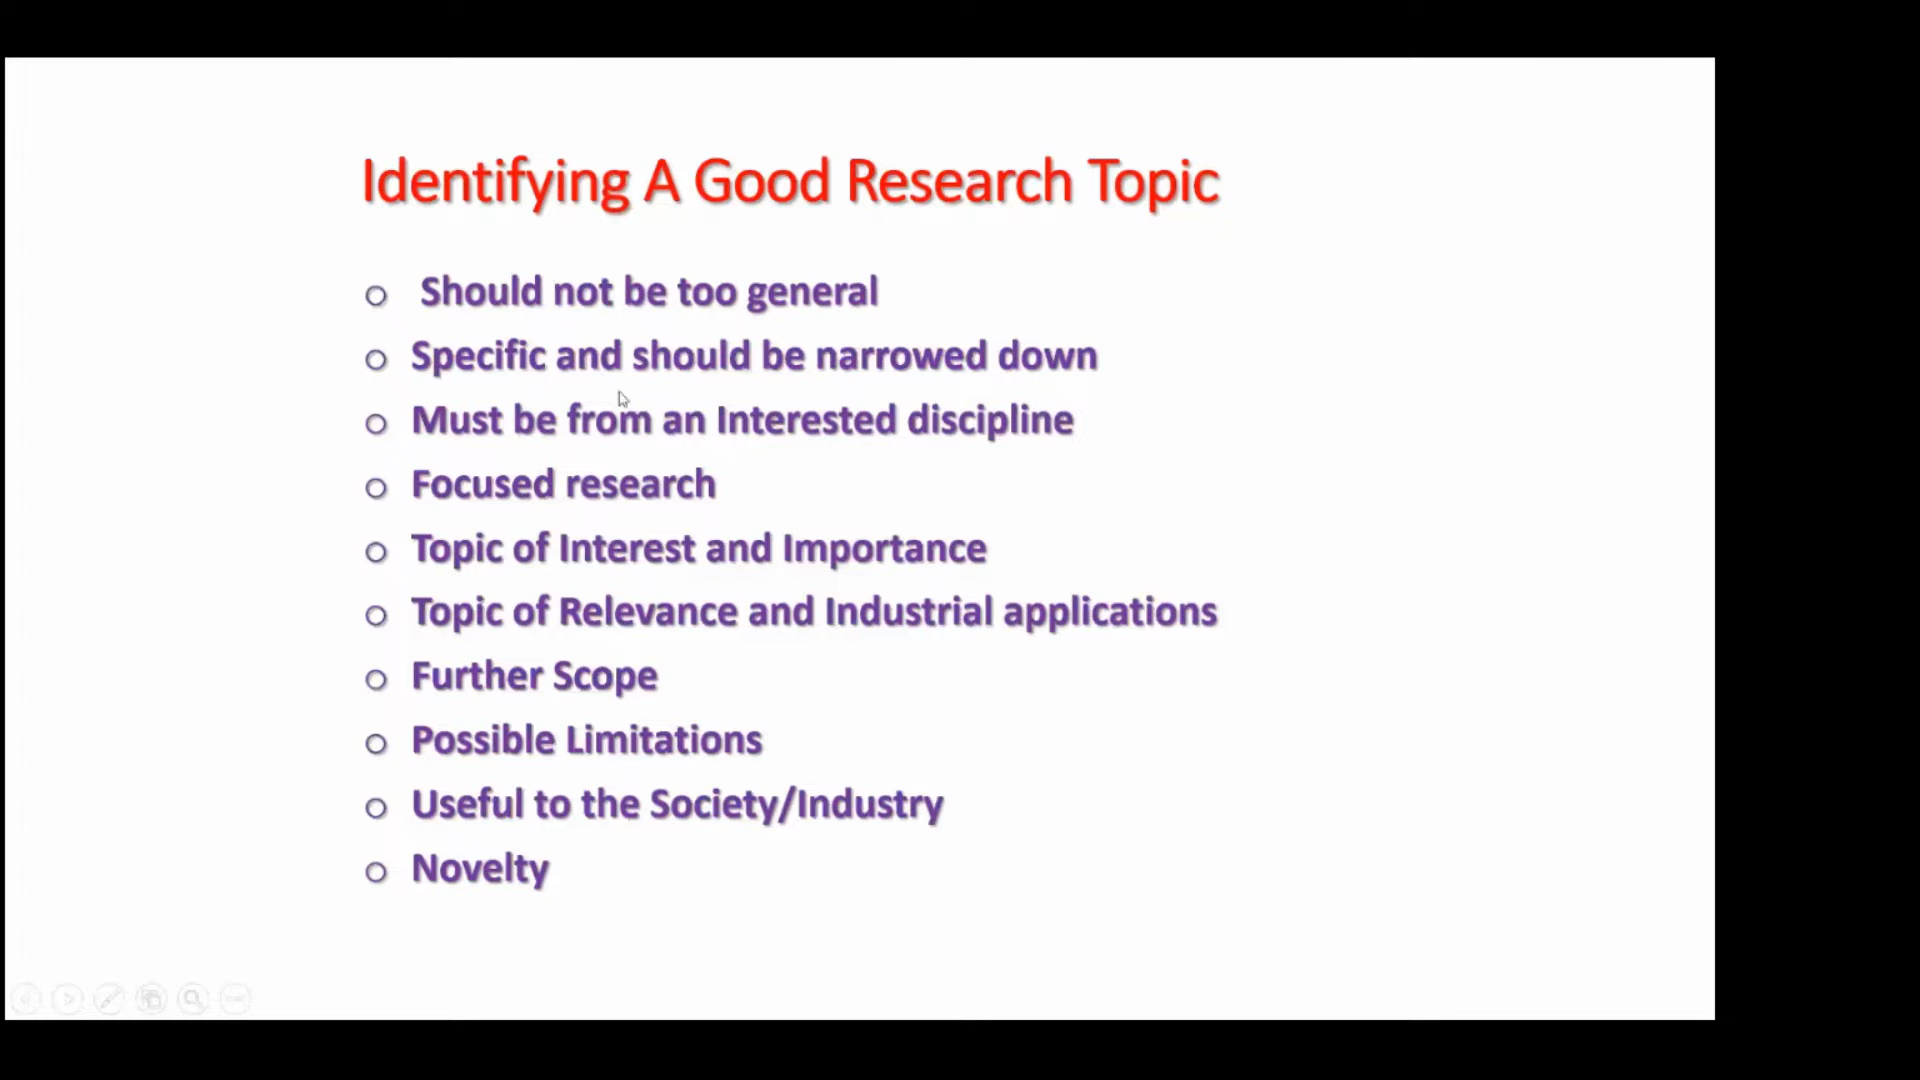 Identifying A Good Research Topic
o Should not be too general
o Specific and should be narrowed down
o Must be from an Interested discipline
o Focused research
o Topic of Interest and Importance
o Topic of Relevance and Industrial applications
o Further Scope
o Possible Limitations
o Useful to the Society/Industry
o Novelty